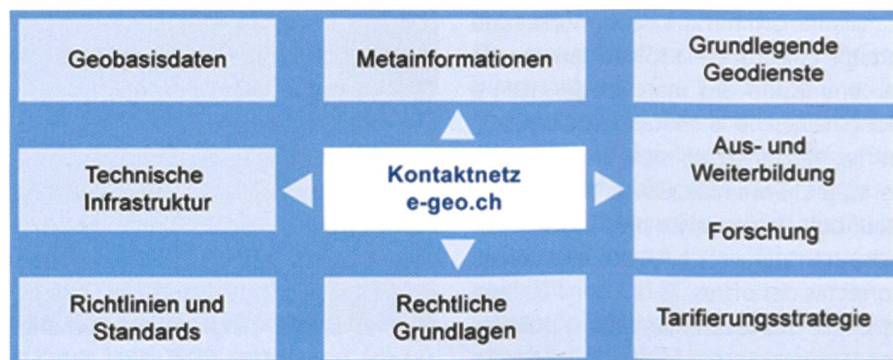 Geobasisdaten
Metainformationen
Grundlegende
Geodienste
Technische
Infrastruktur
Kontaktnetz
e-geo.ch
Aus- und
Weiterbildung
Forschung
Richtlinien und
Standards
Rechtliche
Grundlagen
Tarifierungsstrategie